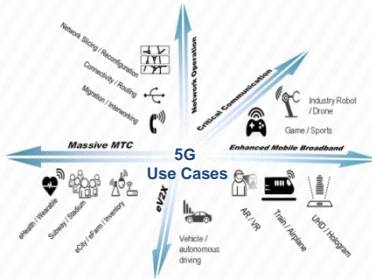 Network Slicing / Reconfiguration
Connectivity / Routing
Migration / Interworking
Network Operation
Critical Communication
Industry Robot
/ Drone
Game / Sports
Massive MTC
5G
Use Cases
Enhanced Mobile Broadband
eHealth / Wearable
Subway / Stadium
eCity / eFarm / Inventory
eV2X
Vehicle /
autonomous
driving
AR / VR
Train / Airplane
UHD / Hologram